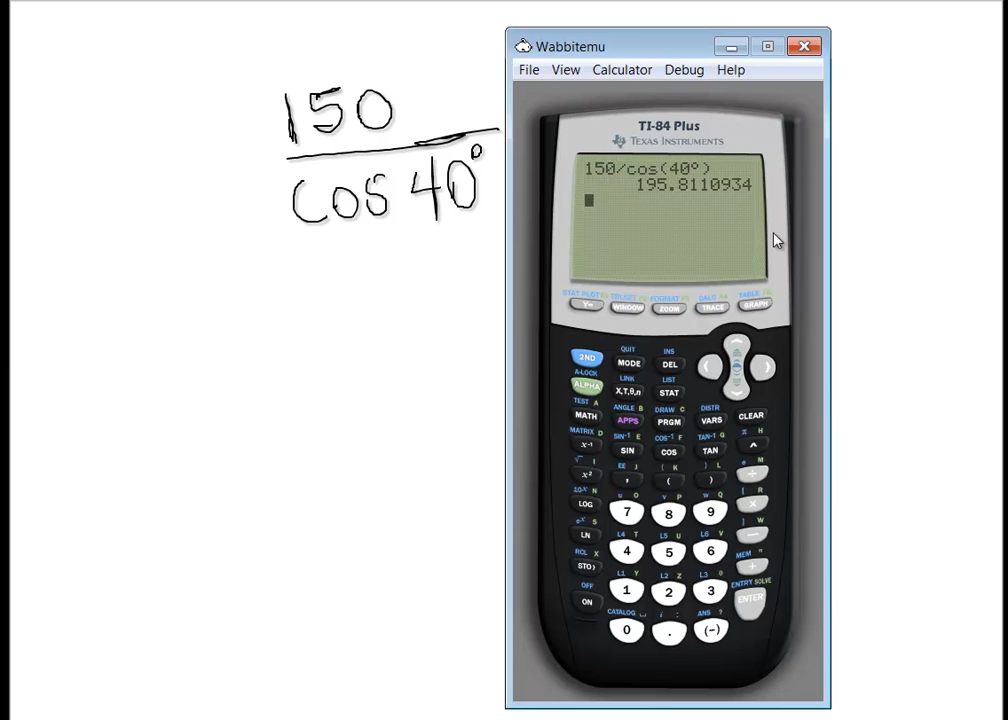 150
cos 40°
Wabbitemu
File View Calculator Debug Help
TI-84 Plus
TEXAS INSTRUMENTS
150/cos(40°)
195.8110934
STAT PLOT F1 TBLSET F2 FORMAT F3 CALC F4 TABLE F5
Y= WINDOW ZOOM TRACE GRAPH
QUIT INS
2ND MODE DEL
A-LOCK LINK LIST
ALPHA X,T,θ,n STAT
TEST A ANGLE B DRAW C DISTR
MATH APPS PRGM VARS CLEAR
MATRIX D SIN⁻¹ E COS⁻¹ F TAN⁻¹ G π H
x⁻¹ SIN COS TAN ^
√ I EE J { K } L e M
x² , ( ) ÷
10ˣ N u O v P w Q [ R
LOG 7 8 9 ×
eˣ S L4 T L5 U L6 V ] W
LN 4 5 6 −
RCL X L1 Y L2 Z L3 θ MEM "
STO⟩ 1 2 3 +
OFF CATALOG ␣ i : ANS ? ENTRY SOLVE
ON 0 . (-) ENTER